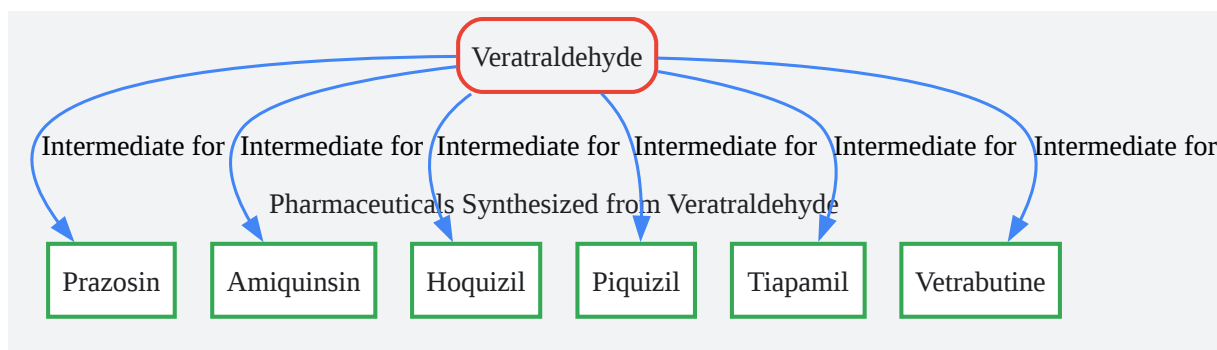 Veratraldehyde
Intermediate for Intermediate for Intermediate for Intermediate for Intermediate for Intermediate for
Pharmaceuticals Synthesized from Veratraldehyde
Prazosin Amiquinsin Hoquizil Piquizil Tiapamil Vetrabutine